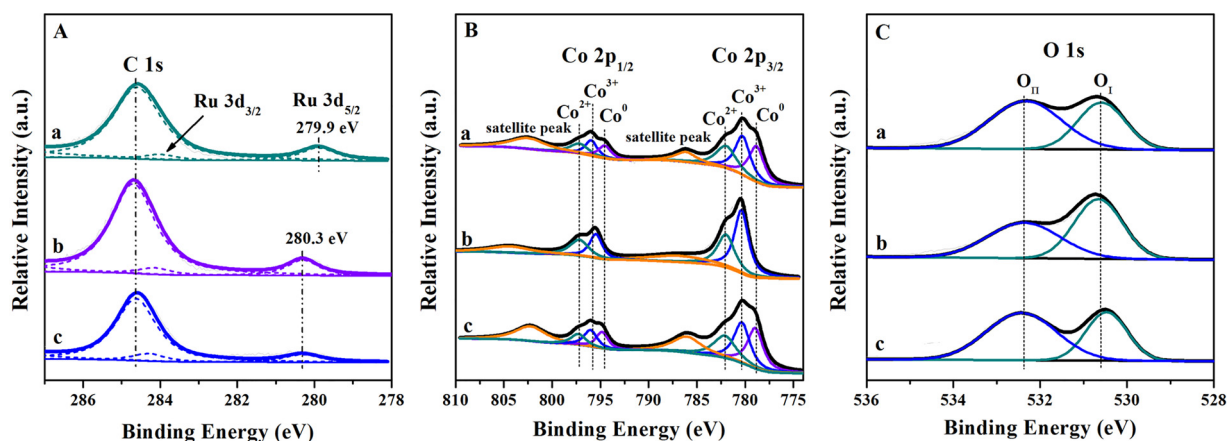 A
C 1s
Ru 3d3/2
Ru 3d5/2
279.9 eV
a
280.3 eV
b
c
286 284 282 280 278
Binding Energy (eV)
Relative Intensity (a.u.)
B
Co 2p1/2
Co 2p3/2
Co3+
Co3+
Co2+
Co0
Co2+
Co0
satellite peak
satellite peak
a
b
c
810 805 800 795 790 785 780 775
Binding Energy (eV)
Relative Intensity (a.u.)
C
O 1s
OII
OI
a
b
c
536 534 532 530 528
Binding Energy (eV)
Relative Intensity (a.u.)